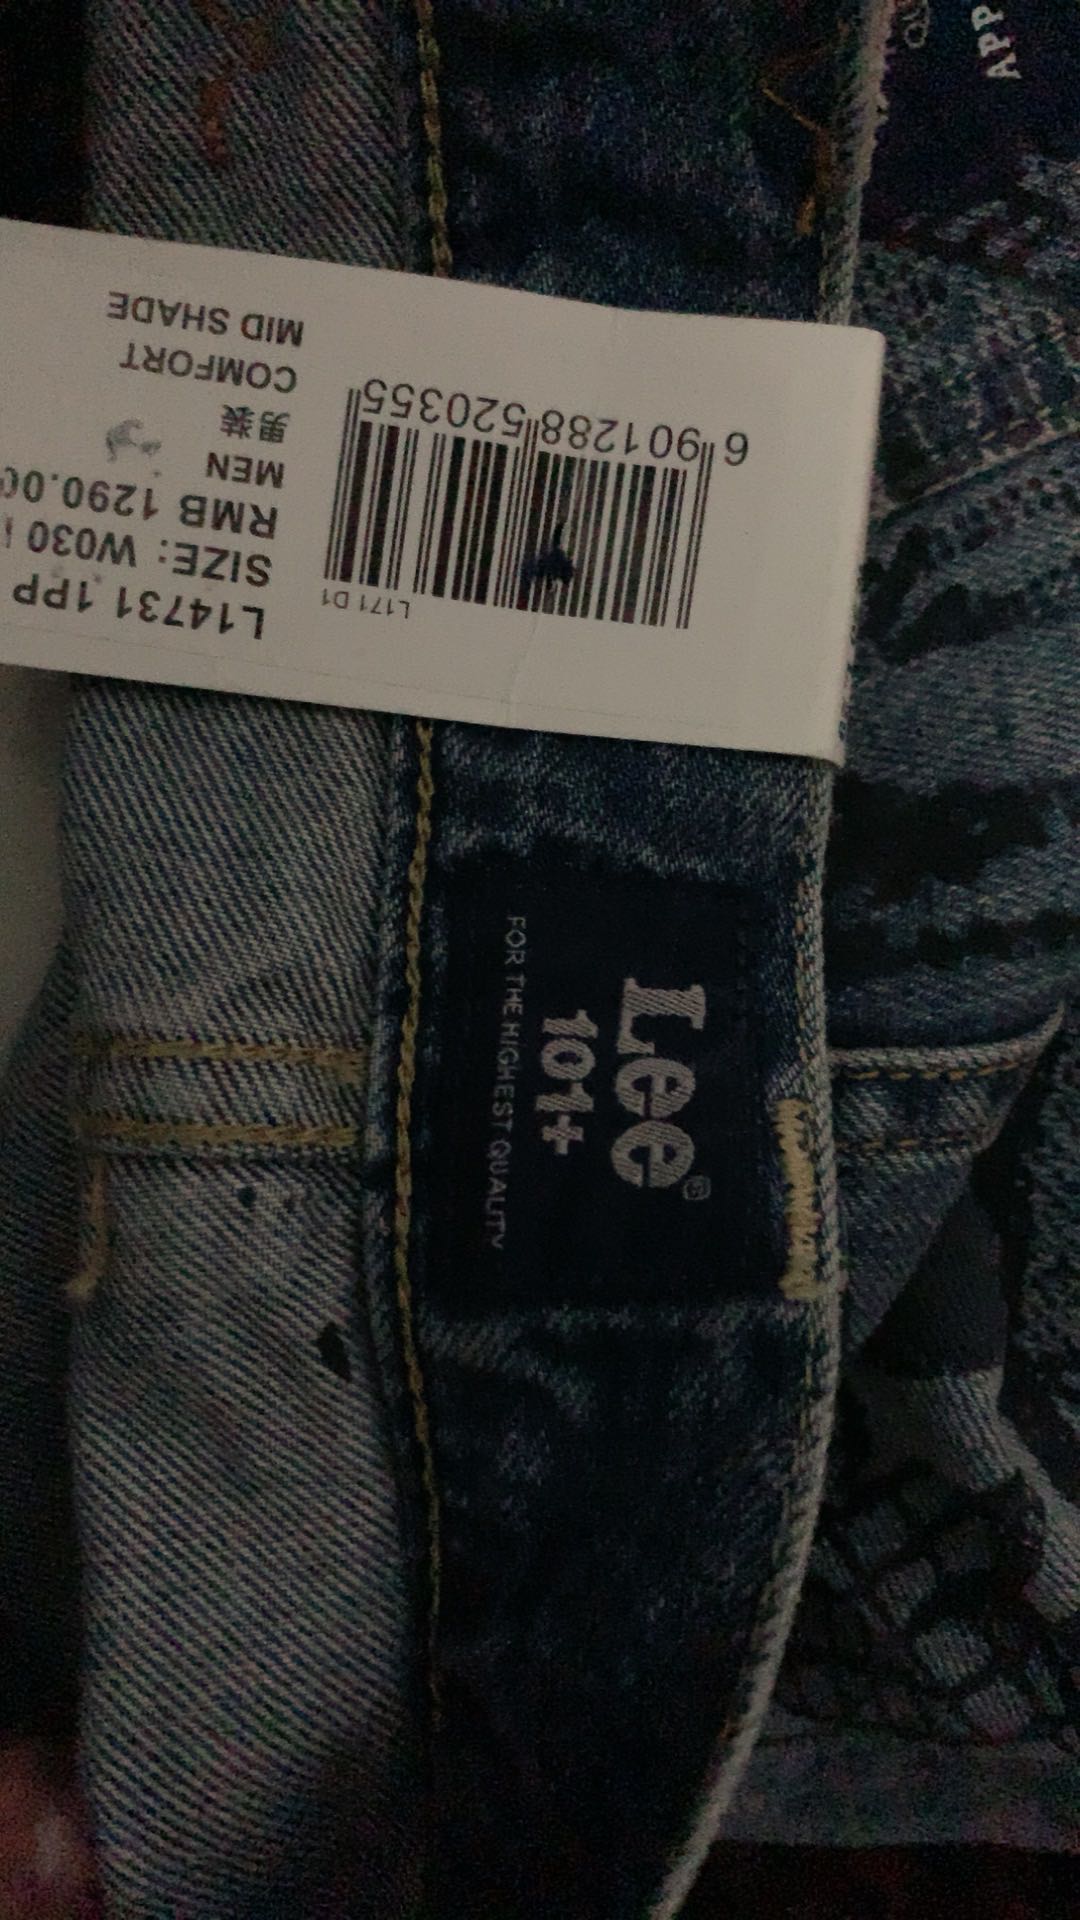 L14731 1PP
SIZE: W030
RMB 1290.00
MEN
男装
COMFORT
MID SHADE
L171 D1
6 901288 520355
Lee®
101+
FOR THE HIGHEST QUALITY
APP